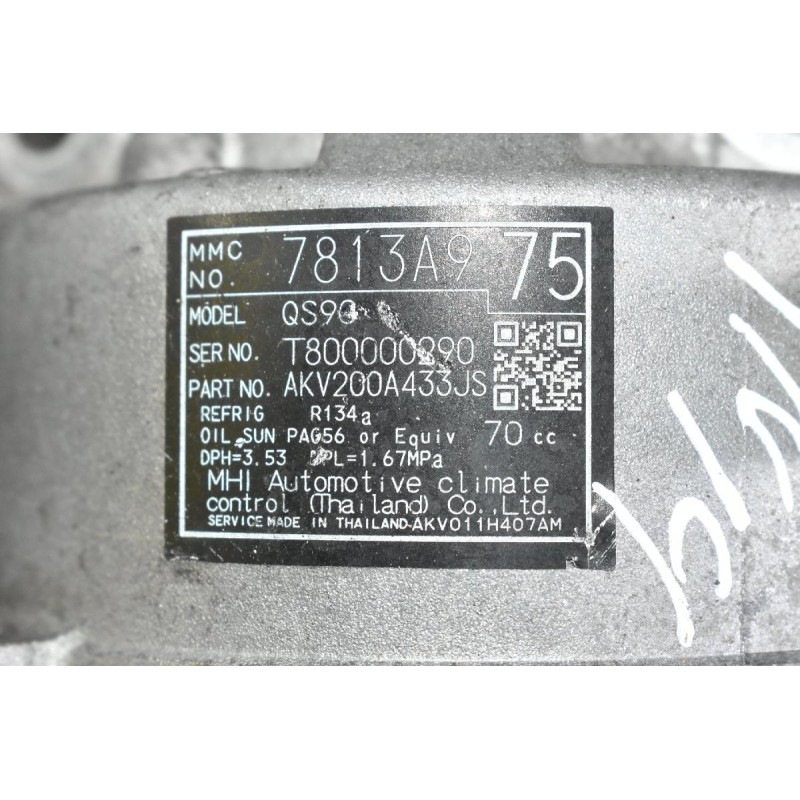 MMC NO. 7813A9 75
MODEL QS90
SER NO. T800000290
PART NO. AKV200A433JS
REFRIG R134a
OIL, SUN PAG56 or Equiv 70 cc
DPH=3.53 DPL=1.67MPa
MHI Automotive climate
control (Thailand) Co.,Ltd.
SERVICE MADE IN THAILAND-AKV011H407AM